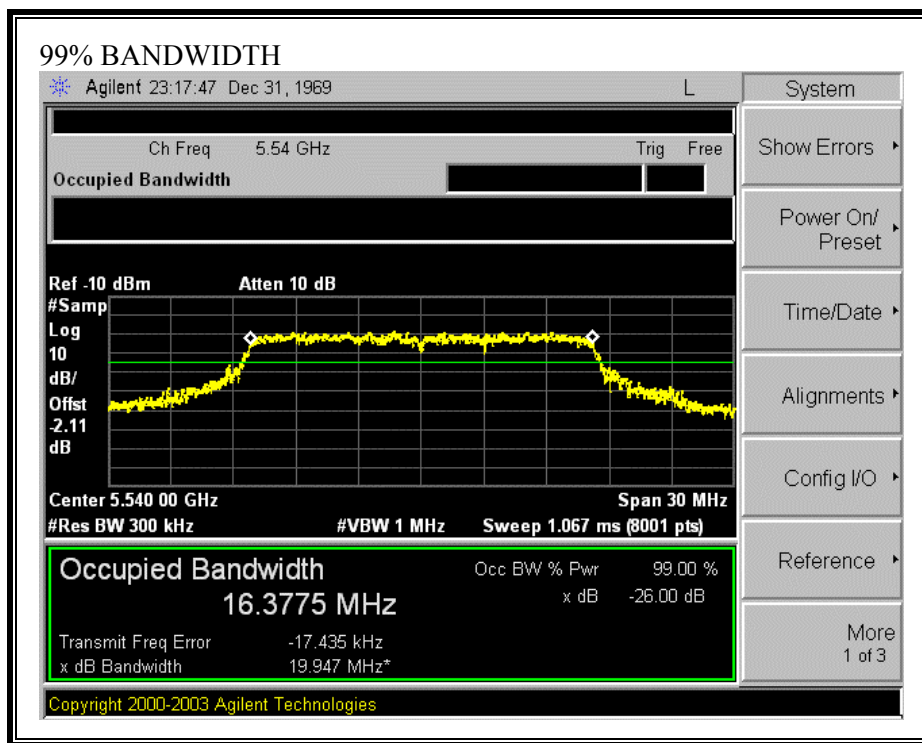 99% BANDWIDTH
Agilent 23:17:47 Dec 31, 1969 L
System
Ch Freq 5.54 GHz Trig Free
Occupied Bandwidth
Show Errors
Power On/
Preset
Time/Date
Alignments
Config I/O
Reference
More
1 of 3
Ref -10 dBm Atten 10 dB
#Samp
Log
10
dB/
Offst
-2.11
dB
Center 5.540 00 GHz Span 30 MHz
#Res BW 300 kHz #VBW 1 MHz Sweep 1.067 ms (8001 pts)
Occupied Bandwidth Occ BW % Pwr 99.00 %
16.3775 MHz x dB -26.00 dB
Transmit Freq Error -17.435 kHz
x dB Bandwidth 19.947 MHz*
Copyright 2000-2003 Agilent Technologies